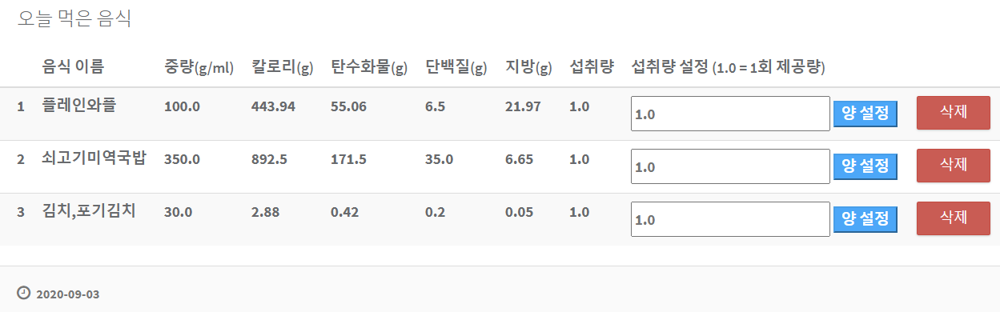 오늘 먹은 음식
음식 이름 중량(g/ml) 칼로리(g) 탄수화물(g) 단백질(g) 지방(g) 섭취량 섭취량 설정 (1.0 = 1회 제공량)
1 플레인와플 100.0 443.94 55.06 6.5 21.97 1.0 1.0 양 설정 삭제
2 쇠고기미역국밥 350.0 892.5 171.5 35.0 6.65 1.0 1.0 양 설정 삭제
3 김치,포기김치 30.0 2.88 0.42 0.2 0.05 1.0 1.0 양 설정 삭제
2020-09-03